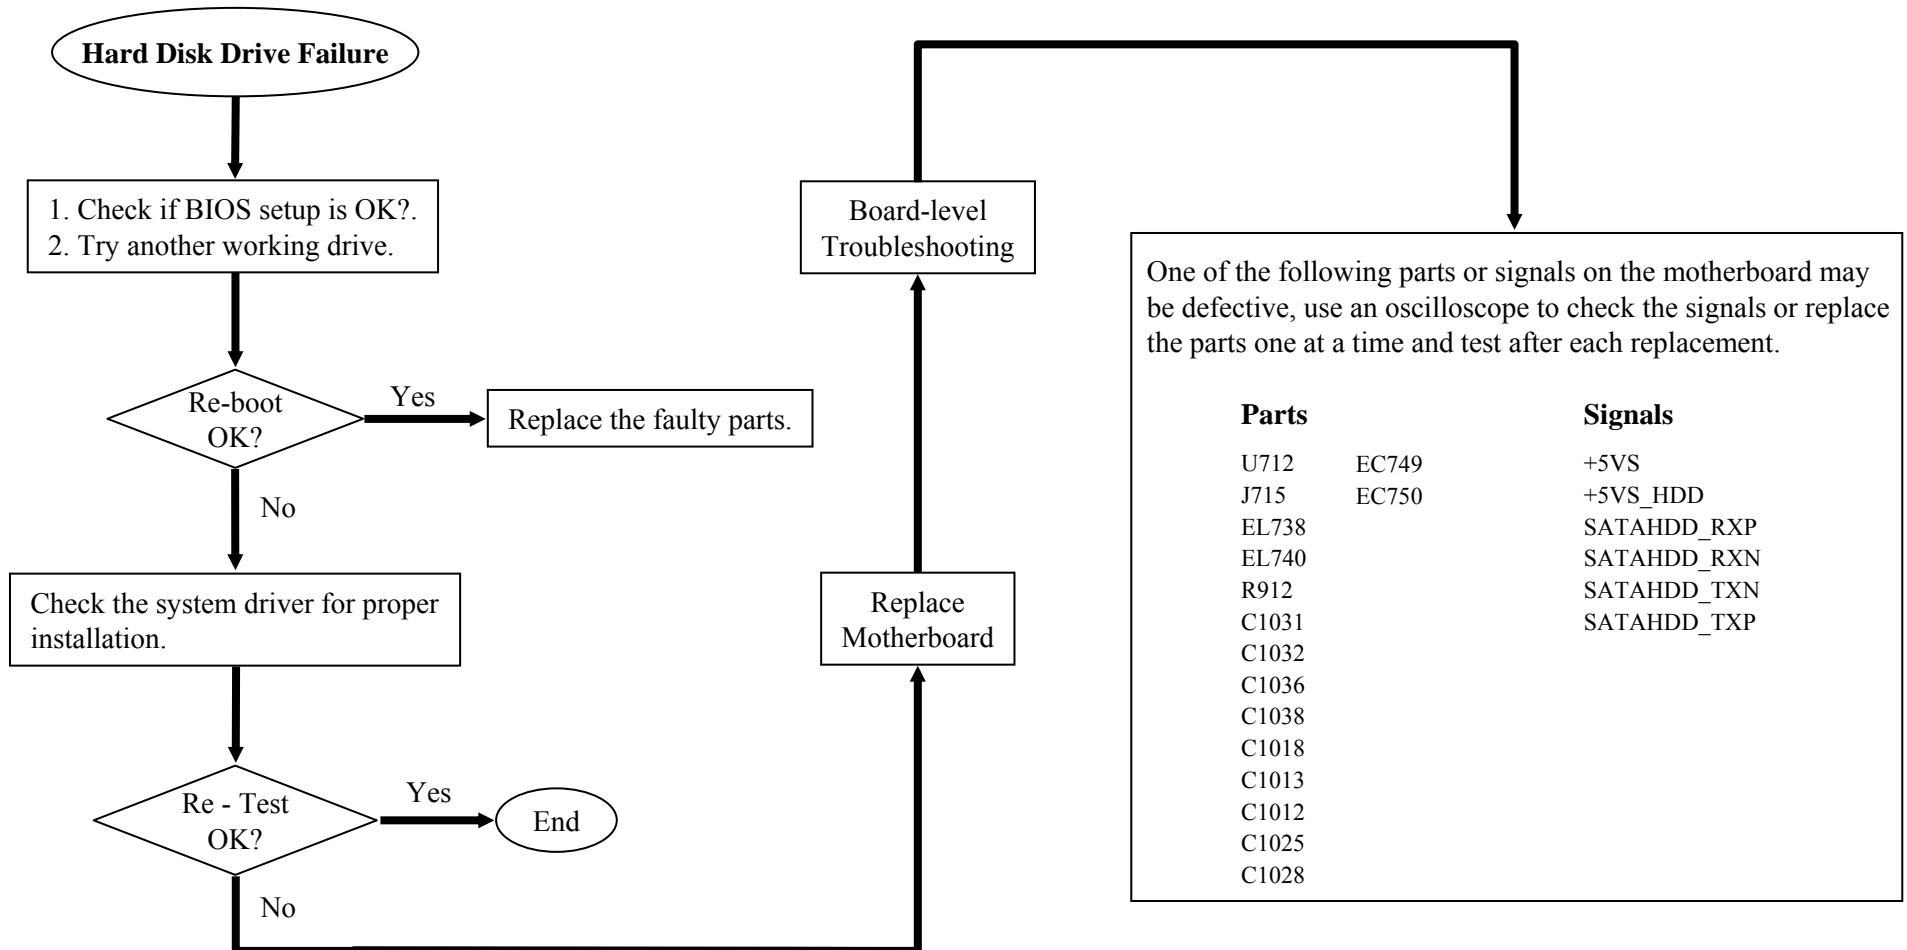 Hard Disk Drive Failure
1. Check if BIOS setup is OK?.
2. Try another working drive.
Re-boot
OK?
Yes
Replace the faulty parts.
No
Check the system driver for proper
installation.
Re - Test
OK?
Yes
End
No
Replace
Motherboard
Board-level
Troubleshooting
One of the following parts or signals on the motherboard may
be defective, use an oscilloscope to check the signals or replace
the parts one at a time and test after each replacement.
Parts
U712
J715
EL738
EL740
R912
C1031
C1032
C1036
C1038
C1018
C1013
C1012
C1025
C1028
EC749
EC750
Signals
+5VS
+5VS_HDD
SATAHDD_RXP
SATAHDD_RXN
SATAHDD_TXN
SATAHDD_TXP